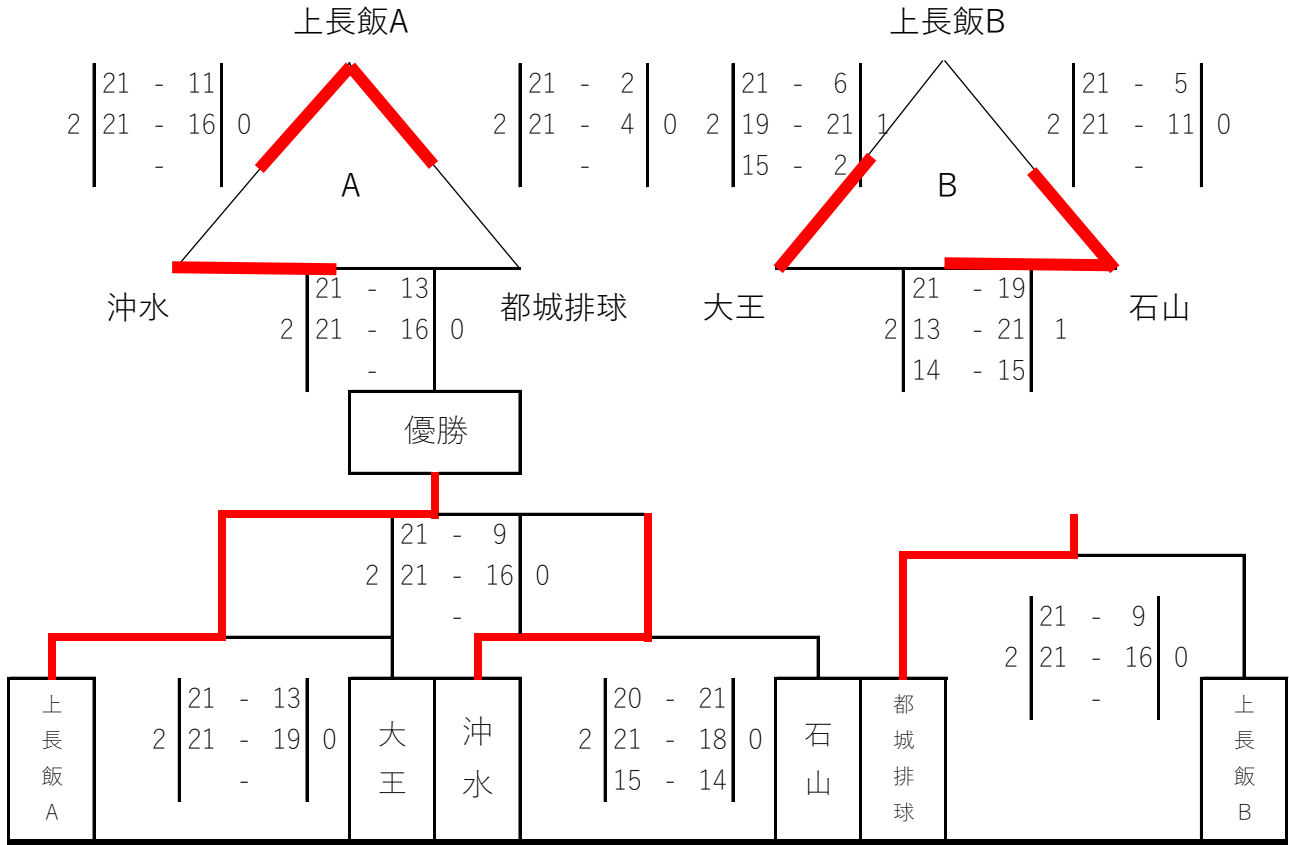 上長飯A
上長飯B
21 - 11
2 21 - 16 0
-
21 - 2
2 21 - 4 0
-
21 - 6
2 19 - 21 1
15 - 2
21 - 5
2 21 - 11 0
-
A
B
沖水
都城排球
大王
石山
21 - 13
2 21 - 16 0
-
21 - 19
2 13 - 21 1
14 - 15
優勝
21 - 9
2 21 - 16 0
-
21 - 9
2 21 - 16 0
-
上長飯A
21 - 13
2 21 - 19 0
-
大王
沖水
20 - 21
2 21 - 18 0
15 - 14
石山
都城排球
上長飯B